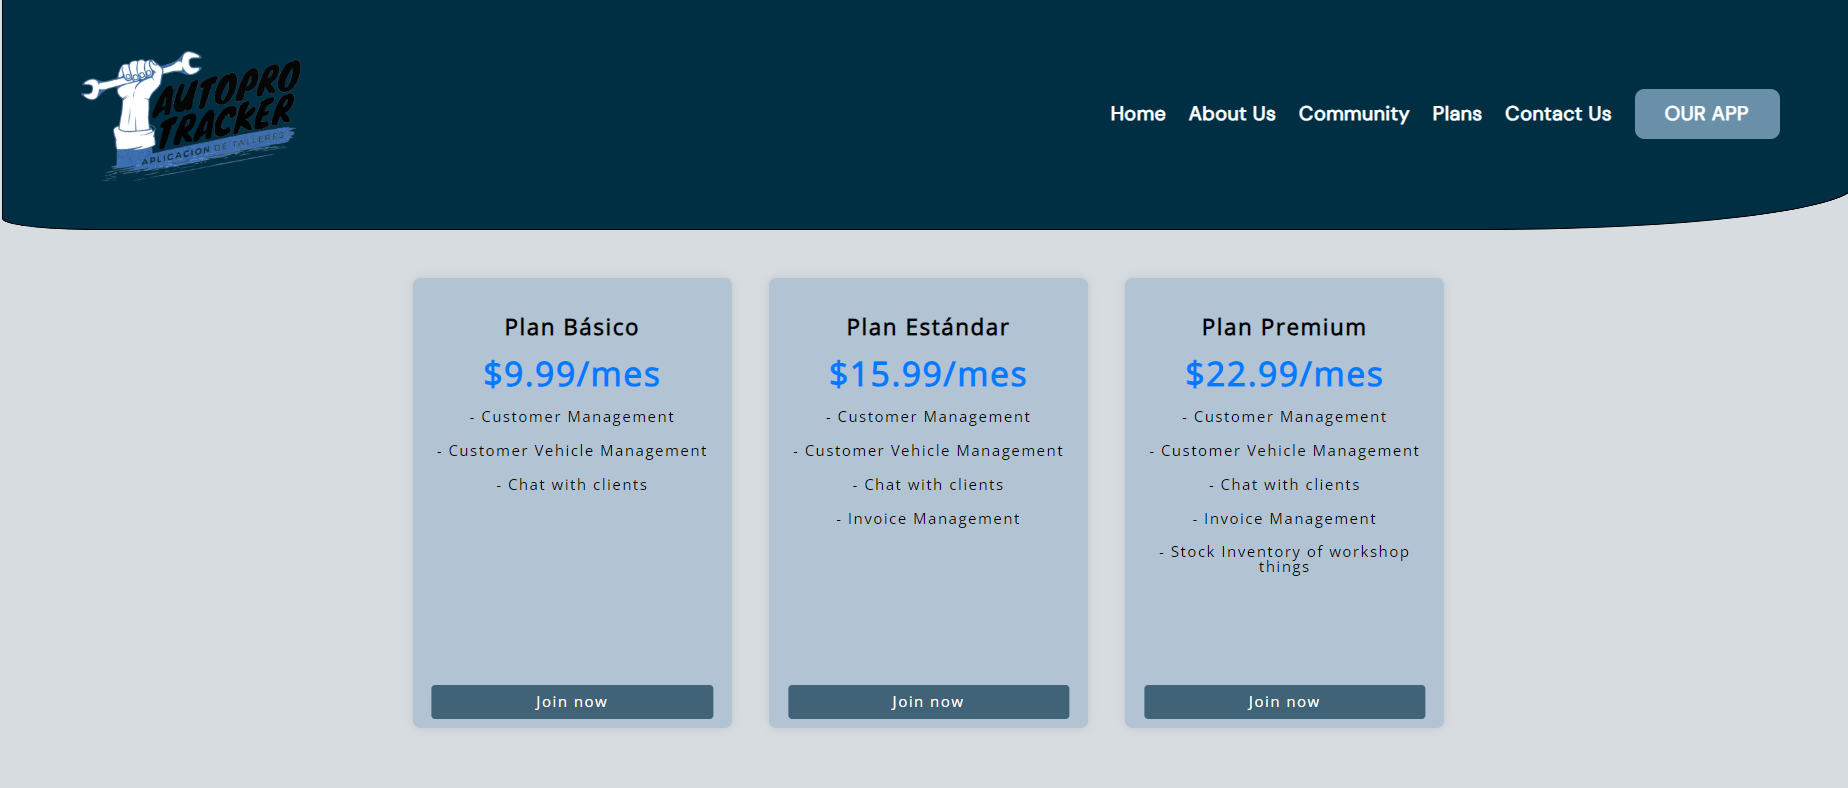 AUTOPRO
TRACKER
APLICACION DE TALLERES
Home About Us Community Plans Contact Us OUR APP
Plan Básico
$9.99/mes
- Customer Management
- Customer Vehicle Management
- Chat with clients
Join now
Plan Estándar
$15.99/mes
- Customer Management
- Customer Vehicle Management
- Chat with clients
- Invoice Management
Join now
Plan Premium
$22.99/mes
- Customer Management
- Customer Vehicle Management
- Chat with clients
- Invoice Management
- Stock Inventory of workshop
things
Join now